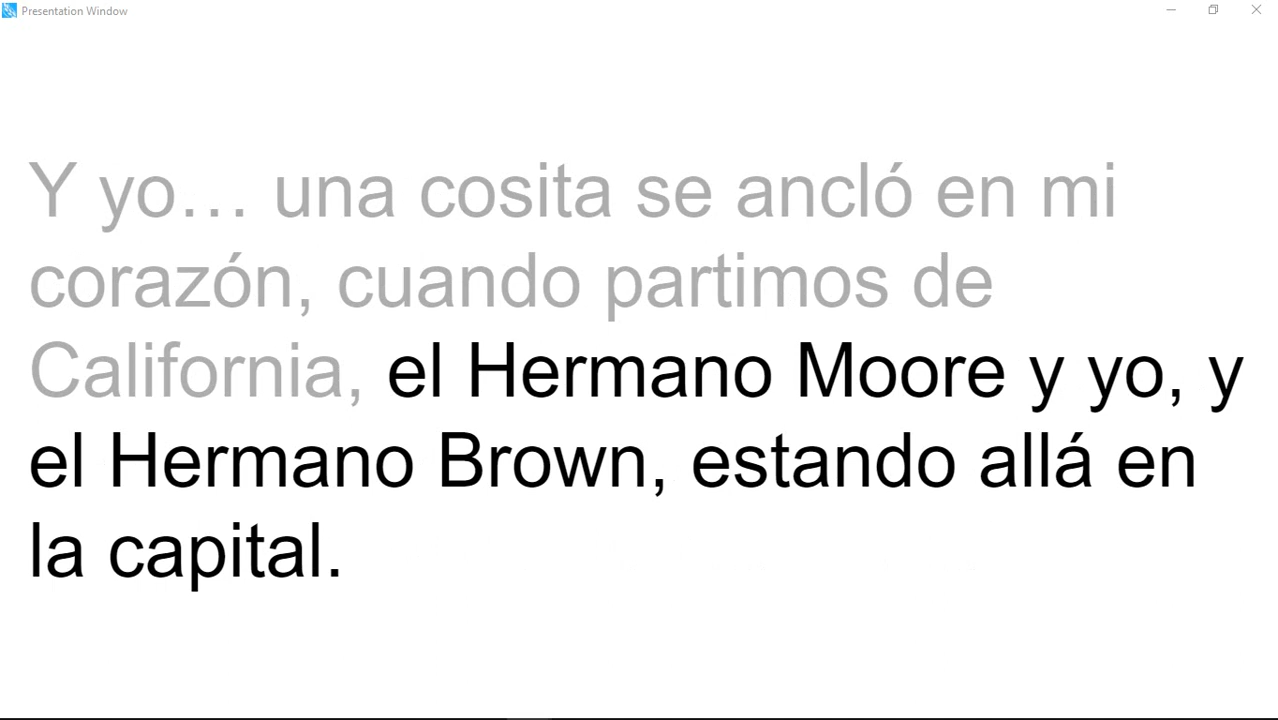 Presentation Window
Y yo… una cosita se ancló en mi
corazón, cuando partimos de
California, el Hermano Moore y yo, y
el Hermano Brown, estando allá en
la capital.